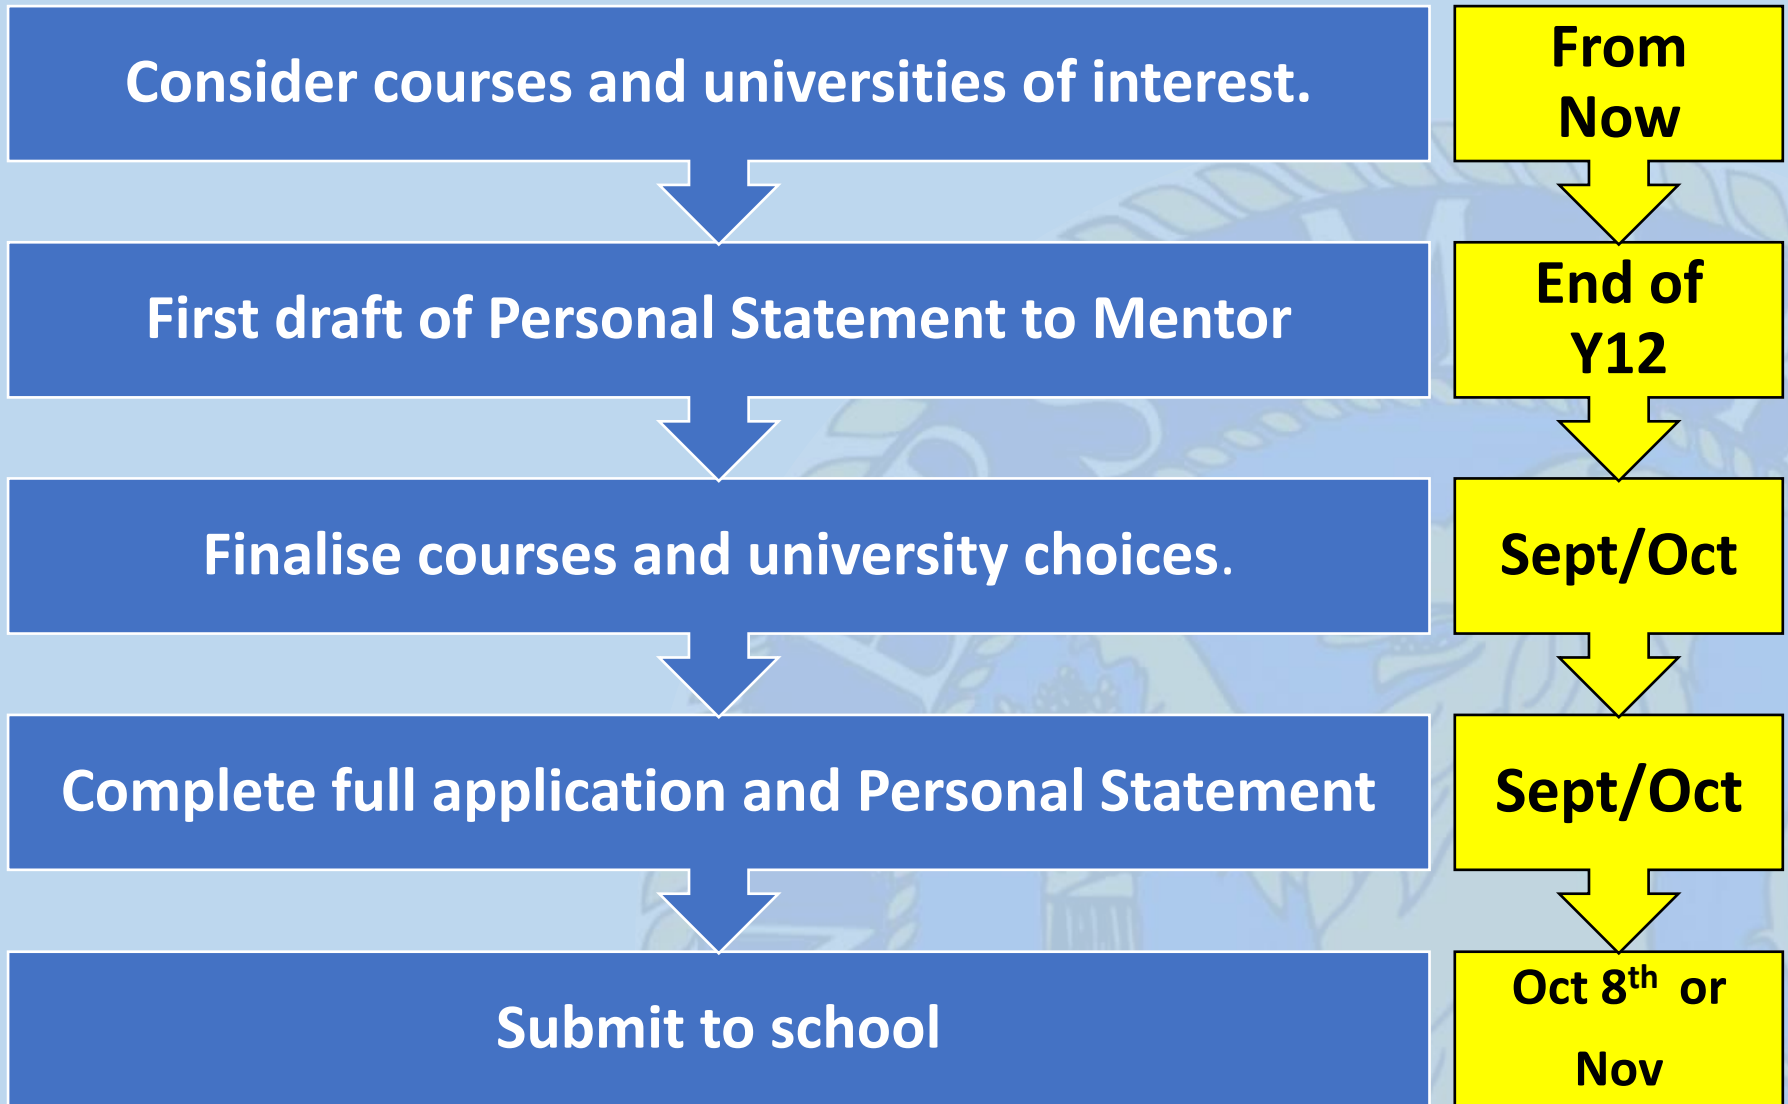 Consider courses and universities of interest.
From
Now
First draft of Personal Statement to Mentor
End of
Y12
Finalise courses and university choices.
Sept/Oct
Complete full application and Personal Statement
Sept/Oct
Submit to school
Oct 8th or
Nov